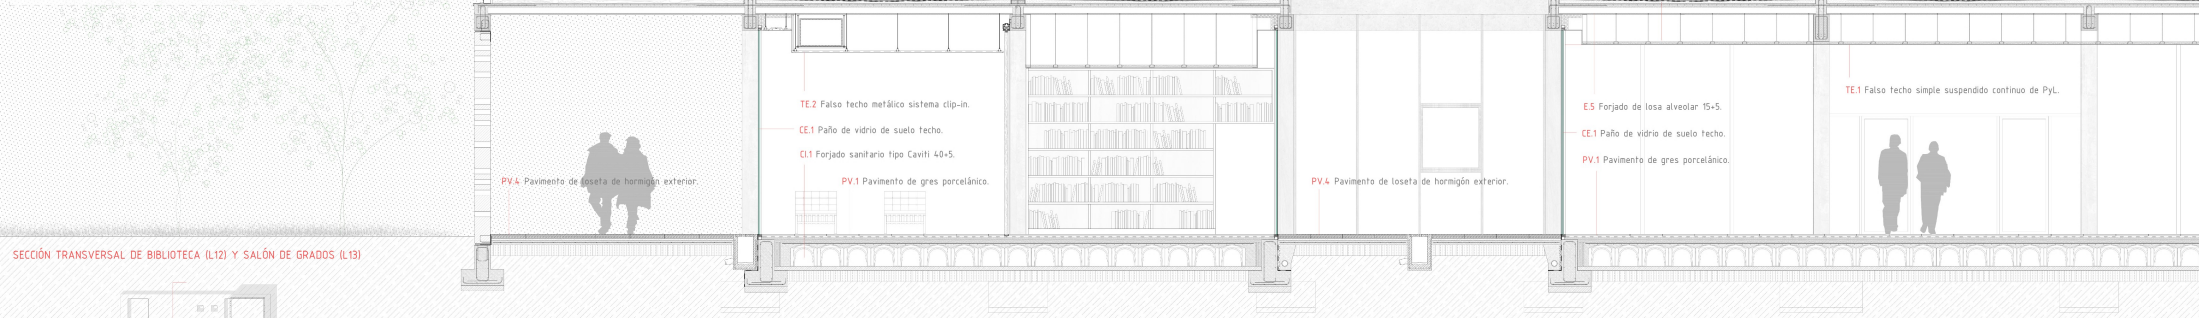 TE.2 Falso techo metálico sistema clip-in.
CE.1 Paño de vidrio de suelo techo.
CI.1 Forjado sanitario tipo Caviti 40+5.
PV.4 Pavimento de loseta de hormigón exterior.
PV.1 Pavimento de gres porcelánico.
PV.4 Pavimento de loseta de hormigón exterior.
TE.1 Falso techo simple suspendido continuo de PyL.
E.5 Forjado de losa alveolar 15+5.
CE.1 Paño de vidrio de suelo techo.
PV.1 Pavimento de gres porcelánico.
SECCIÓN TRANSVERSAL DE BIBLIOTECA (L12) Y SALÓN DE GRADOS (L13)